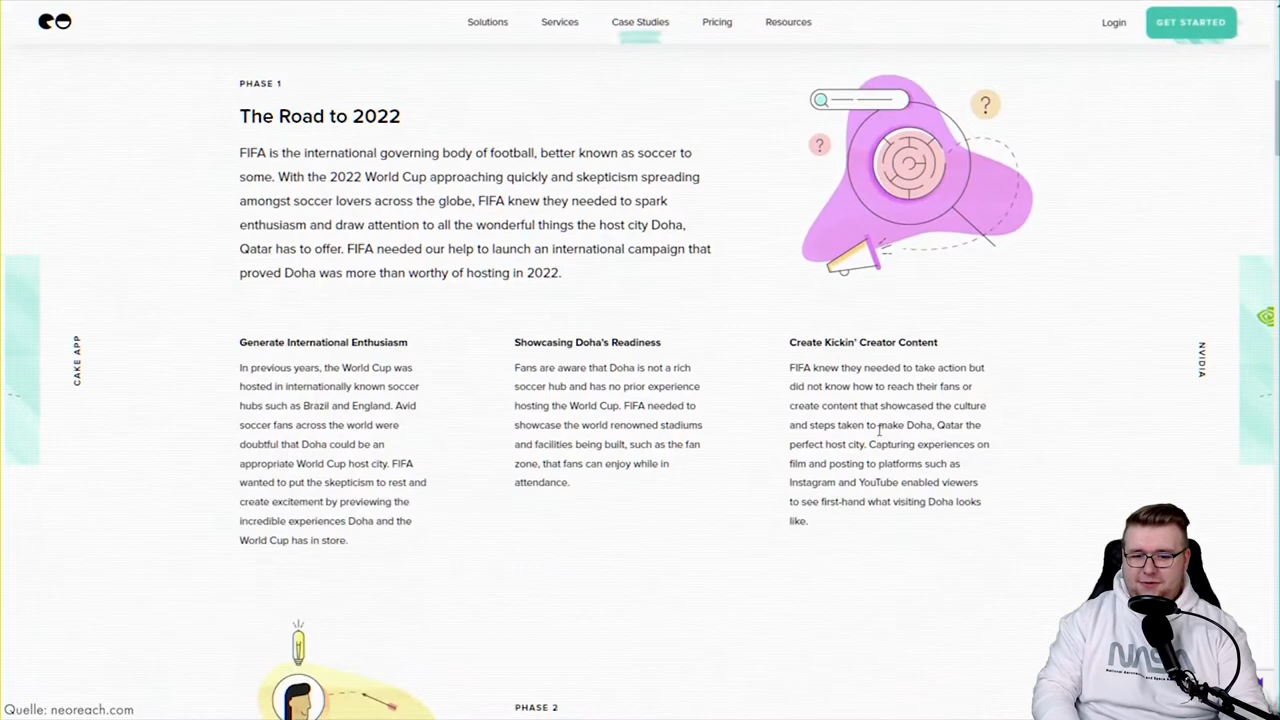 Solutions Services Case Studies Pricing Resources Login GET STARTED
PHASE 1
The Road to 2022
FIFA is the international governing body of football, better known as soccer to
some. With the 2022 World Cup approaching quickly and skepticism spreading
amongst soccer lovers across the globe, FIFA knew they needed to spark
enthusiasm and draw attention to all the wonderful things the host city Doha,
Qatar has to offer. FIFA needed our help to launch an international campaign that
proved Doha was more than worthy of hosting in 2022.
? 
?
CAKE APP
Generate International Enthusiasm
In previous years, the World Cup was
hosted in internationally known soccer
hubs such as Brazil and England. Avid
soccer fans across the world were
doubtful that Doha could be an
appropriate World Cup host city. FIFA
wanted to put the skepticism to rest and
create excitement by previewing the
incredible experiences Doha and the
World Cup has in store.
Showcasing Doha's Readiness
Fans are aware that Doha is not a rich
soccer hub and has no prior experience
hosting the World Cup. FIFA needed to
showcase the world renowned stadiums
and facilities being built, such as the fan
zone, that fans can enjoy while in
attendance.
Create Kickin' Creator Content
FIFA knew they needed to take action but
did not know how to reach their fans or
create content that showcased the culture
and steps taken to make Doha, Qatar the
perfect host city. Capturing experiences on
film and posting to platforms such as
Instagram and YouTube enabled viewers
to see first-hand what visiting Doha looks
like.
NVIDIA
PHASE 2
NASA
Quelle: neoreach.com